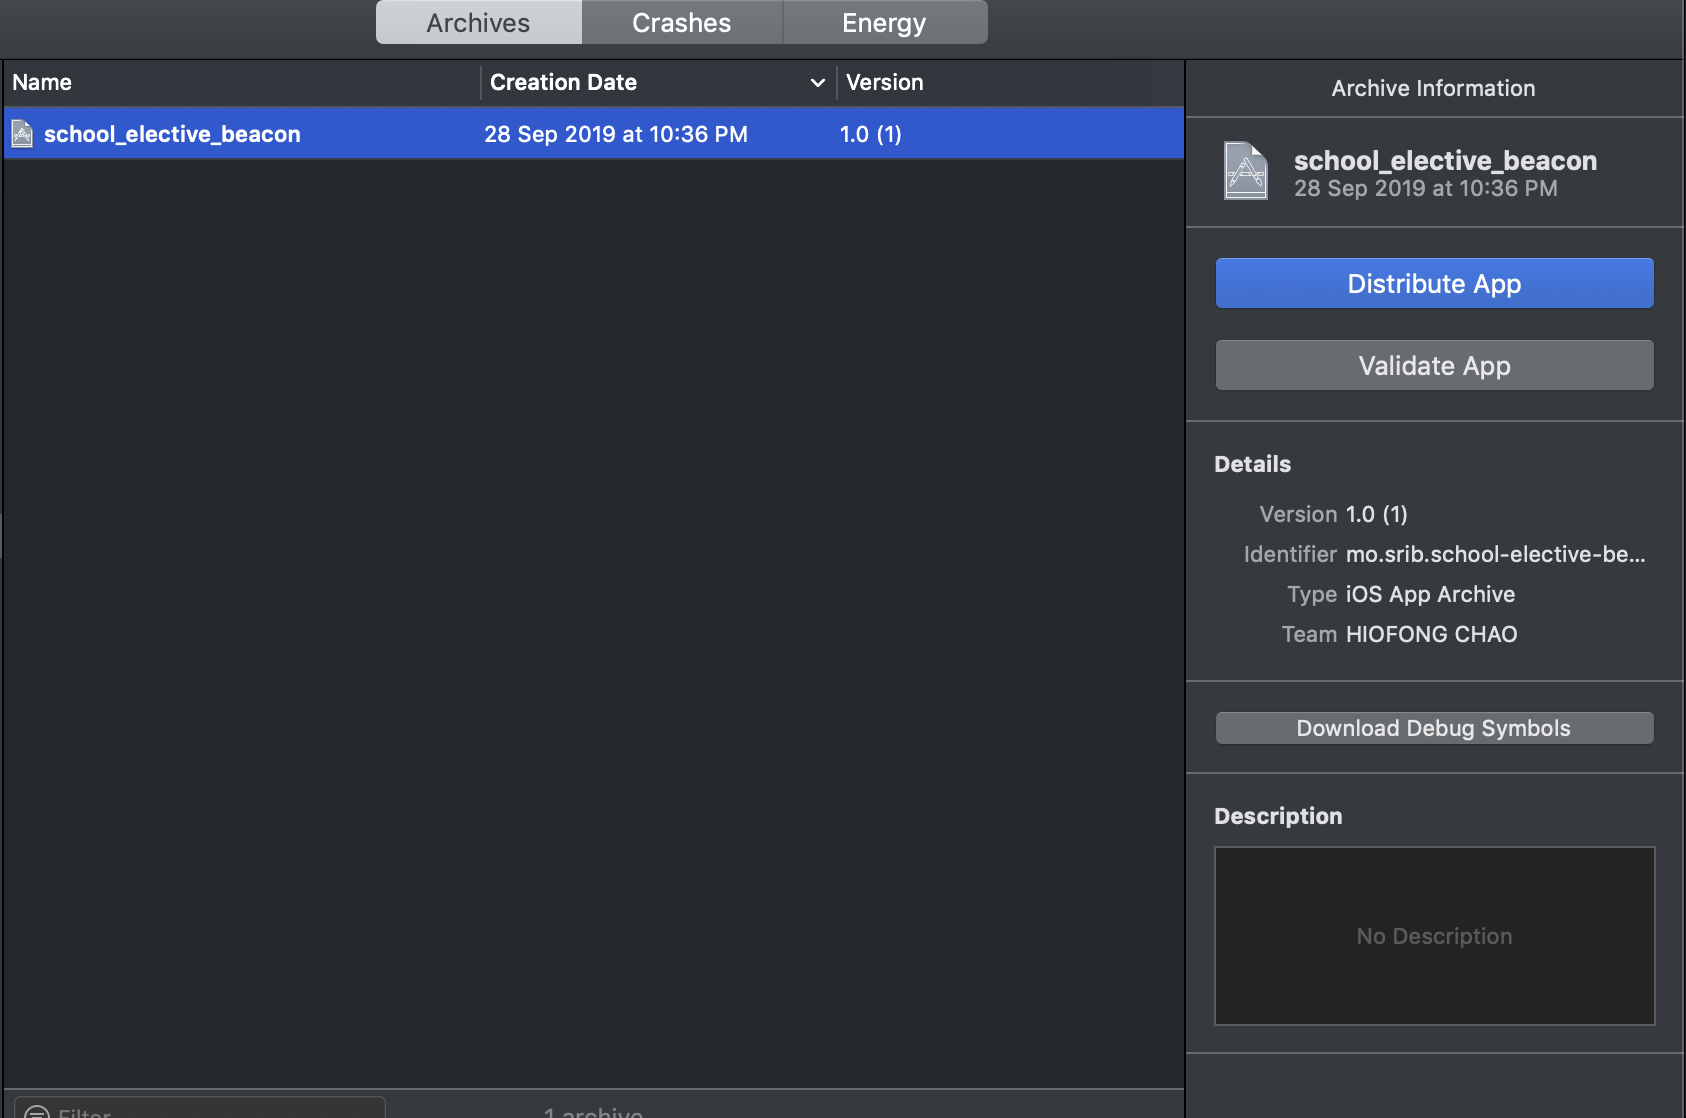 Archives Crashes Energy
Name Creation Date Version
school_elective_beacon 28 Sep 2019 at 10:36 PM 1.0 (1)
Archive Information
school_elective_beacon
28 Sep 2019 at 10:36 PM
Distribute App
Validate App
Details
Version 1.0 (1)
Identifier mo.srib.school-elective-be...
Type iOS App Archive
Team HIOFONG CHAO
Download Debug Symbols
Description
No Description
Filter 1 archive